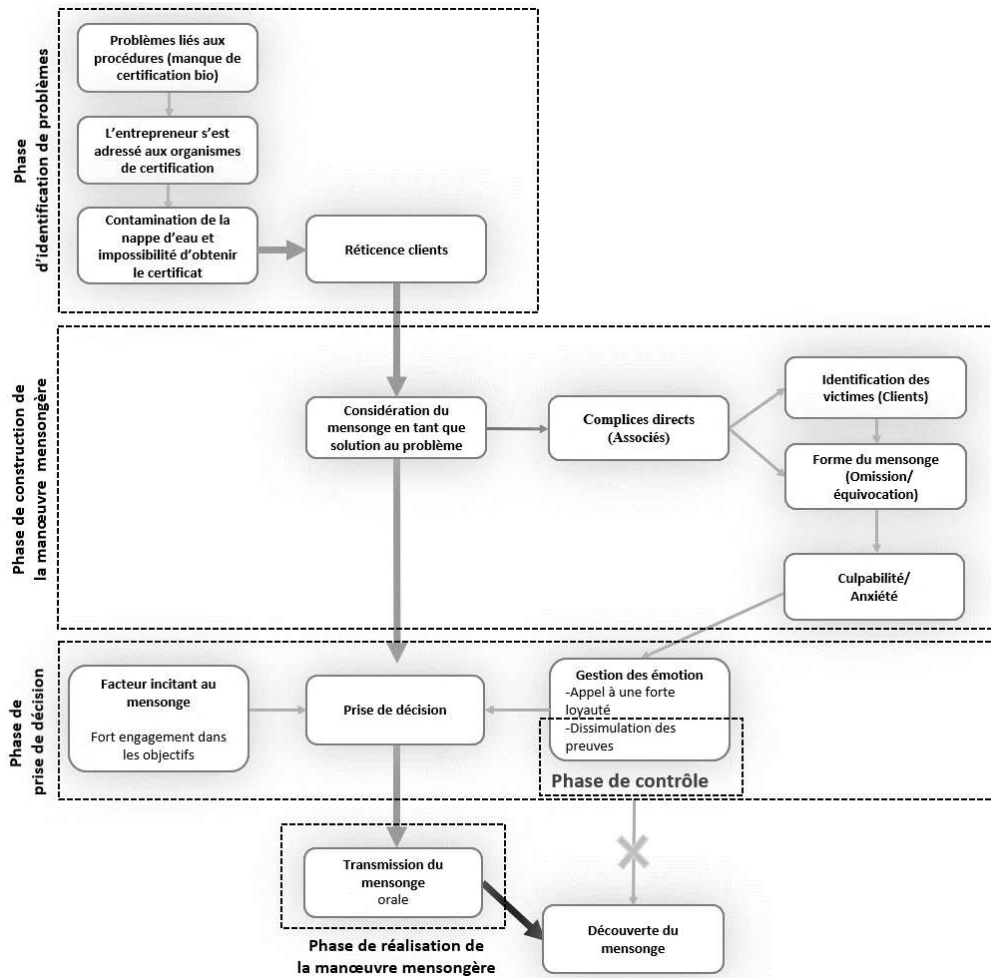 Phase
d'identification de problèmes
Problèmes liés aux
procédures (manque de
certification bio)
L'entrepreneur s'est
adressé aux organismes
de certification
Contamination de la
nappe d'eau et
impossibilité d'obtenir
le certificat
Réticence clients
Phase de construction de
la manœuvre mensongère
Considération du
mensonge en tant que
solution au problème
Complices directs
(Associés)
Identification des
victimes (Clients)
Forme du mensonge
(Omission/
équivocation)
Culpabilité/
Anxiété
Phase de
prise de décision
Facteur incitant au
mensonge
Fort engagement dans
les objectifs
Prise de décision
Gestion des émotion
-Appel à une forte
loyauté
-Dissimulation des
preuves
Phase de contrôle
Transmission du
mensonge
orale
Phase de réalisation de
la manœuvre mensongère
Découverte du
mensonge